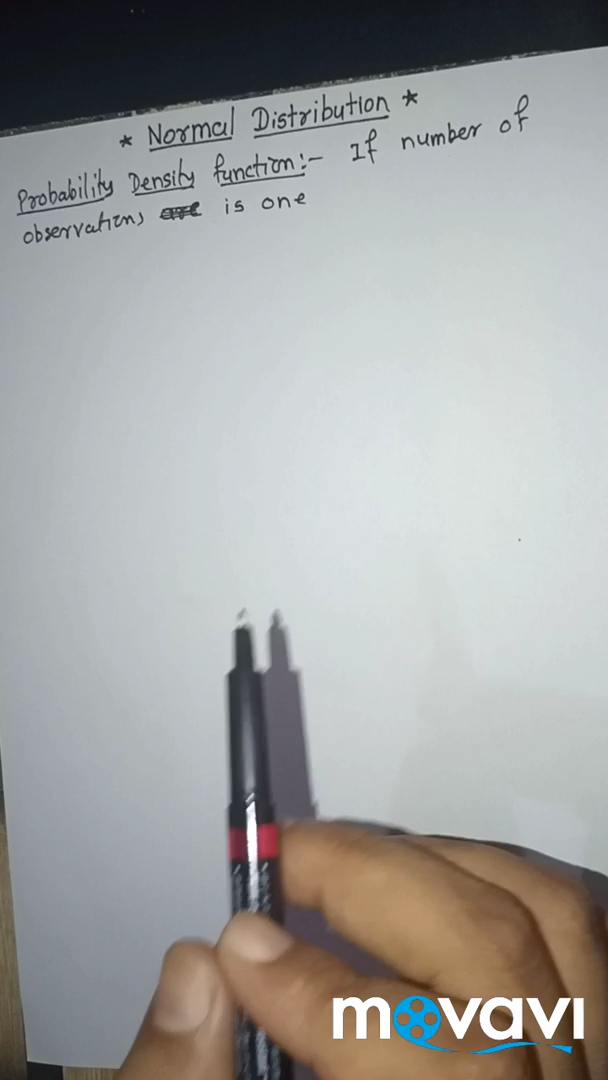 * Normal Distribution *
Probability Density function:- If number of
observations is one
movavi